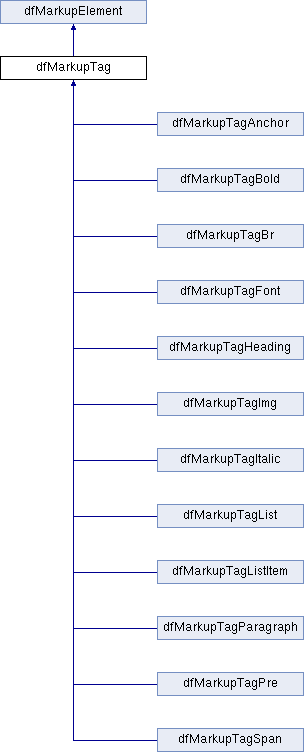 dfMarkupElement
dfMarkupTag
dfMarkupTagAnchor
dfMarkupTagBold
dfMarkupTagBr
dfMarkupTagFont
dfMarkupTagHeading
dfMarkupTagImg
dfMarkupTagItalic
dfMarkupTagList
dfMarkupTagListItem
dfMarkupTagParagraph
dfMarkupTagPre
dfMarkupTagSpan